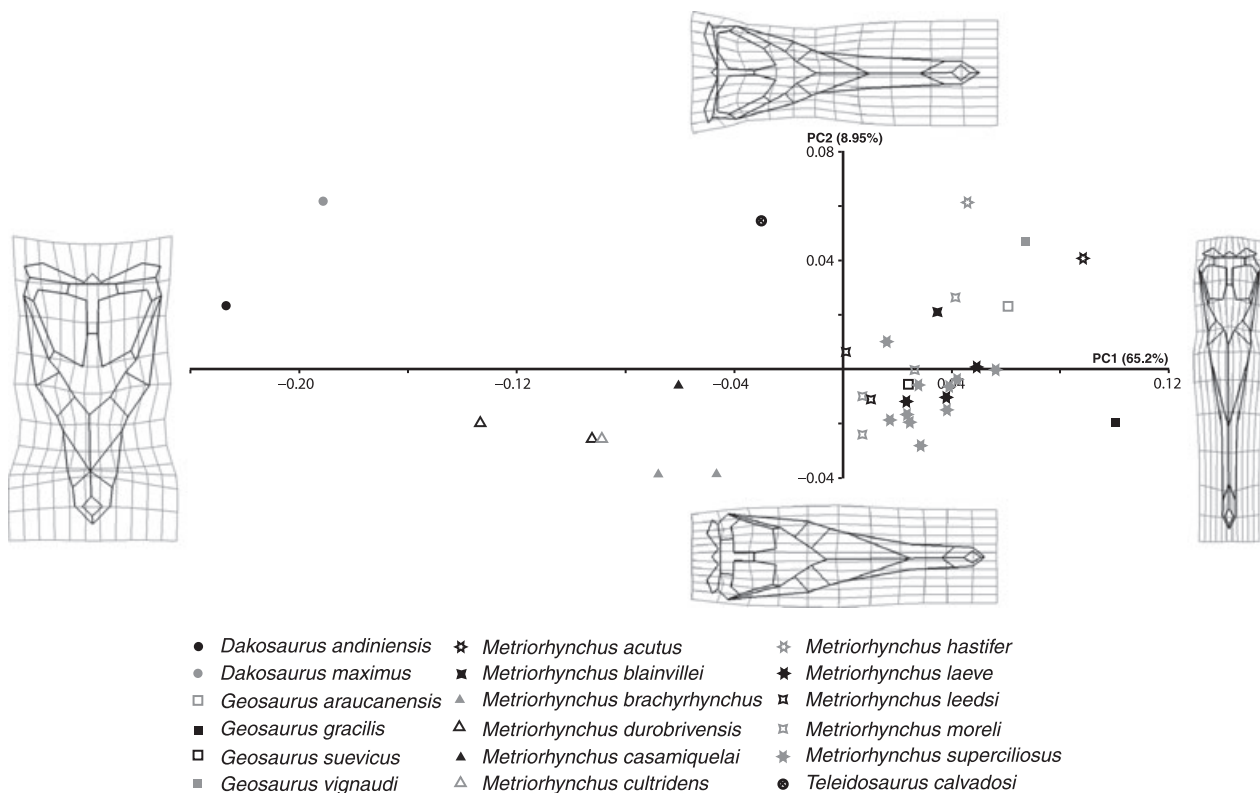 PC2 (8.95%)
0.08
0.04
PC1 (65.2%)
−0.20
−0.12
−0.04
0.04
0.12
−0.04
Dakosaurus andiniensis
Dakosaurus maximus
Geosaurus araucanensis
Geosaurus gracilis
Geosaurus suevicus
Geosaurus vignaudi
Metriorhynchus acutus
Metriorhynchus blainvillei
Metriorhynchus brachyrhynchus
Metriorhynchus durobrivensis
Metriorhynchus casamiquelai
Metriorhynchus cultridens
Metriorhynchus hastifer
Metriorhynchus laeve
Metriorhynchus leedsi
Metriorhynchus moreli
Metriorhynchus superciliosus
Teleidosaurus calvadosi